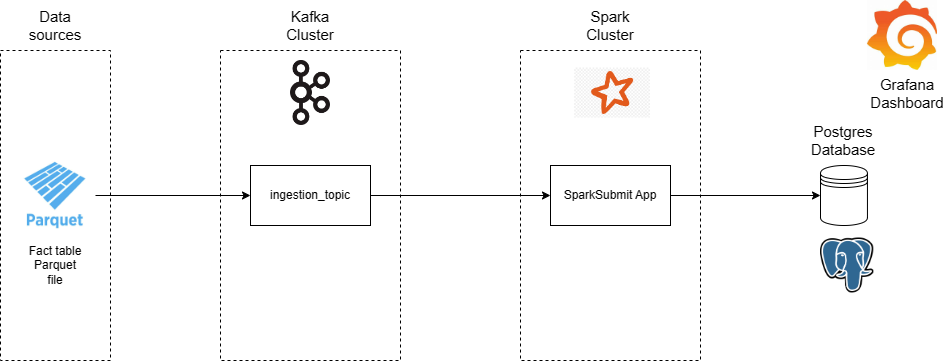 Data
sources
Kafka
Cluster
Spark
Cluster
Grafana
Dashboard
Postgres
Database
Parquet
ingestion_topic
SparkSubmit App
Fact table
Parquet
file